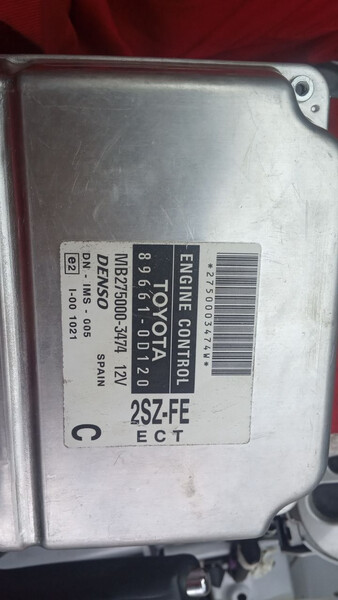 *2750003474W*
ENGINE CONTROL
TOYOTA
89661-0D120
MB275000-3474 12V
DENSO SPAIN
DN - IMS - 005
e2 I-00 1021
2SZ-FE
ECT
C